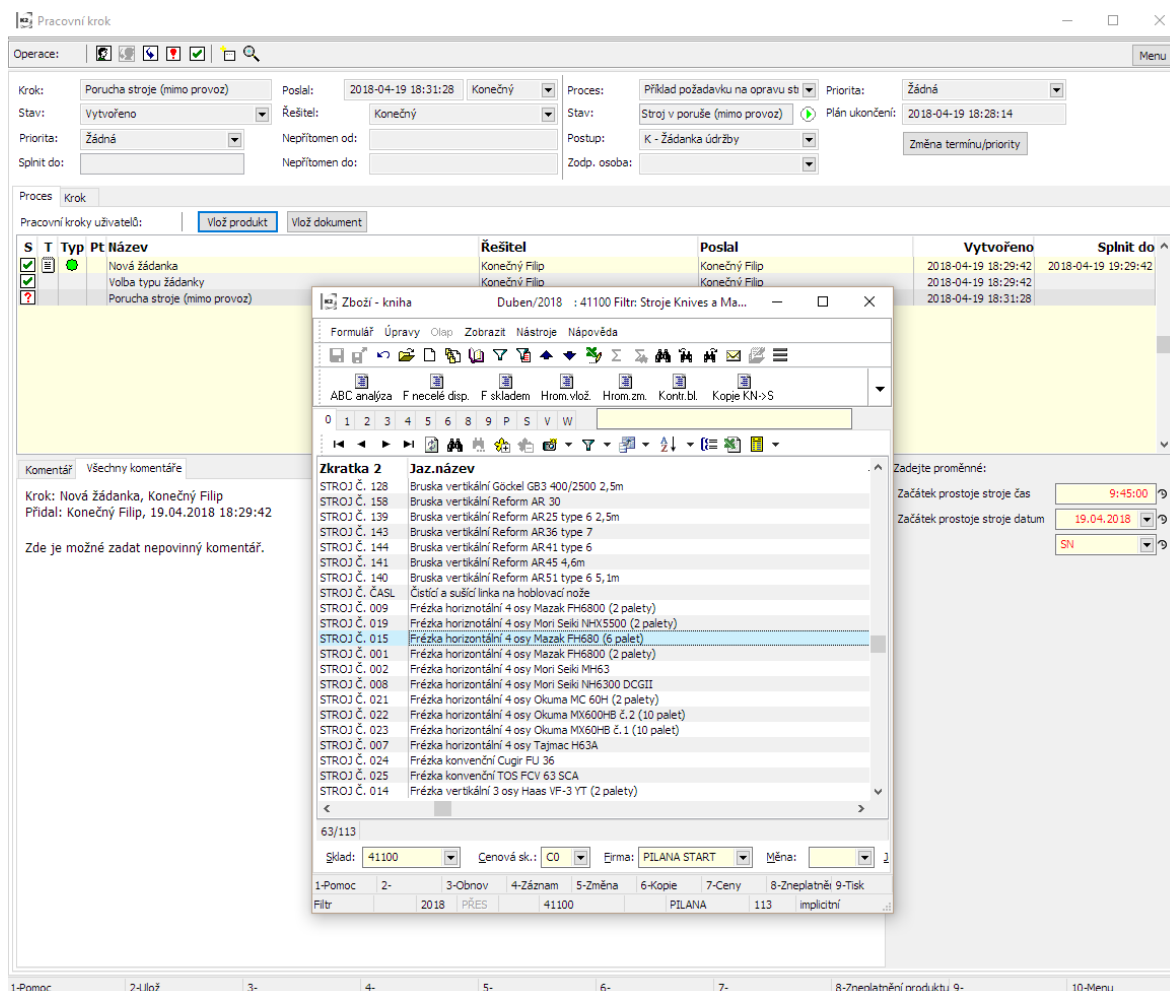 Pracovní krok
Operace:
Menu
Krok: Porucha stroje (mimo provoz) Poslal: 2018-04-19 18:31:28 Konečný Proces: Příklad požadavku na opravu str Priorita: Žádná
Stav: Vytvořeno Řešitel: Konečný Stav: Stroj v poruše (mimo provoz) Plán ukončení: 2018-04-19 18:28:14
Priorita: Žádná Nepřítomen od: Postup: K - Žádanka údržby Změna termínu/priority
Splnit do: Nepřítomen do: Zodp. osoba:
Proces Krok
Pracovní kroky uživatelů: Vlož produkt Vlož dokument
S T Typ Pt Název Řešitel Poslal Vytvořeno Splnit do
Nová žádanka Konečný Filip Konečný Filip 2018-04-19 18:29:42 2018-04-19 19:29:42
Volba typu žádanky Konečný Filip Konečný Filip 2018-04-19 18:29:42
Porucha stroje (mimo provoz) 2018-04-19 18:31:28
Zboží - kniha Duben/2018 : 41100 Filtr: Stroje Knives a Ma...
Formulář Úpravy Olap Zobrazit Nástroje Nápověda
ABC analýza F necelé disp. F skladem Hrom.vlož. Hrom.zm. Kontr.bl. Kopje KN->S
0 1 2 3 4 5 6 8 9 P S V W
Zkratka 2 Jaz.název
STROJ Č. 128 Bruska vertikální Göckel GB3 400/2500 2,5m
STROJ Č. 158 Bruska vertikální Reform AR 30
STROJ Č. 139 Bruska vertikální Reform AR25 type 6 2,5m
STROJ Č. 143 Bruska vertikální Reform AR36 type 7
STROJ Č. 144 Bruska vertikální Reform AR41 type 6
STROJ Č. 141 Bruska vertikální Reform AR45 4,6m
STROJ Č. 140 Bruska vertikální Reform AR51 type 6 5,1m
STROJ Č. ČASL Čistící a sušící linka na hoblovací nože
STROJ Č. 009 Frézka horiznotální 4 osy Mazak FH6800 (2 palety)
STROJ Č. 019 Frézka horiznotální 4 osy Mori Seiki NHX5500 (2 palety)
STROJ Č. 015 Frézka horizontální 4 osy Mazak FH680 (6 palet)
STROJ Č. 001 Frézka horizontální 4 osy Mazak FH6800 (2 palety)
STROJ Č. 002 Frézka horizontální 4 osy Mori Seiki MH63
STROJ Č. 008 Frézka horizontální 4 osy Mori Seiki NH6300 DCGII
STROJ Č. 021 Frézka horizontální 4 osy Okuma MC 60H (2 palety)
STROJ Č. 022 Frézka horizontální 4 osy Okuma MX600HB č.2 (10 palet)
STROJ Č. 023 Frézka horizontální 4 osy Okuma MX60HB č.1 (10 palet)
STROJ Č. 007 Frézka horizontální 4 osy Tajmac H63A
STROJ Č. 024 Frézka konvenční Cugir FU 36
STROJ Č. 025 Frézka konvenční TOS FCV 63 SCA
STROJ Č. 014 Frézka vertikální 3 osy Haas VF-3 YT (2 palety)
63/113
Sklad: 41100 Cenová sk.: C0 Firma: PILANA START Měna:
1-Pomoc 2- 3-Obnov 4-Záznam 5-Změna 6-Kopie 7-Ceny 8-Zneplatněn 9-Tisk
Filtr 2018 PŘES 41100 PILANA 113 implicitní
Komentář Všechny komentáře
Krok: Nová žádanka, Konečný Filip
Přidal: Konečný Filip, 19.04.2018 18:29:42
Zde je možné zadat nepovinný komentář.
Zadejte proměnné:
Začátek prostoje stroje čas 9:45:00
Začátek prostoje stroje datum 19.04.2018
SN
1-Pomoc 2-Ulož 3- 4- 5- 6- 7- 8-Zneplatnění produktu 9- 10-Menu